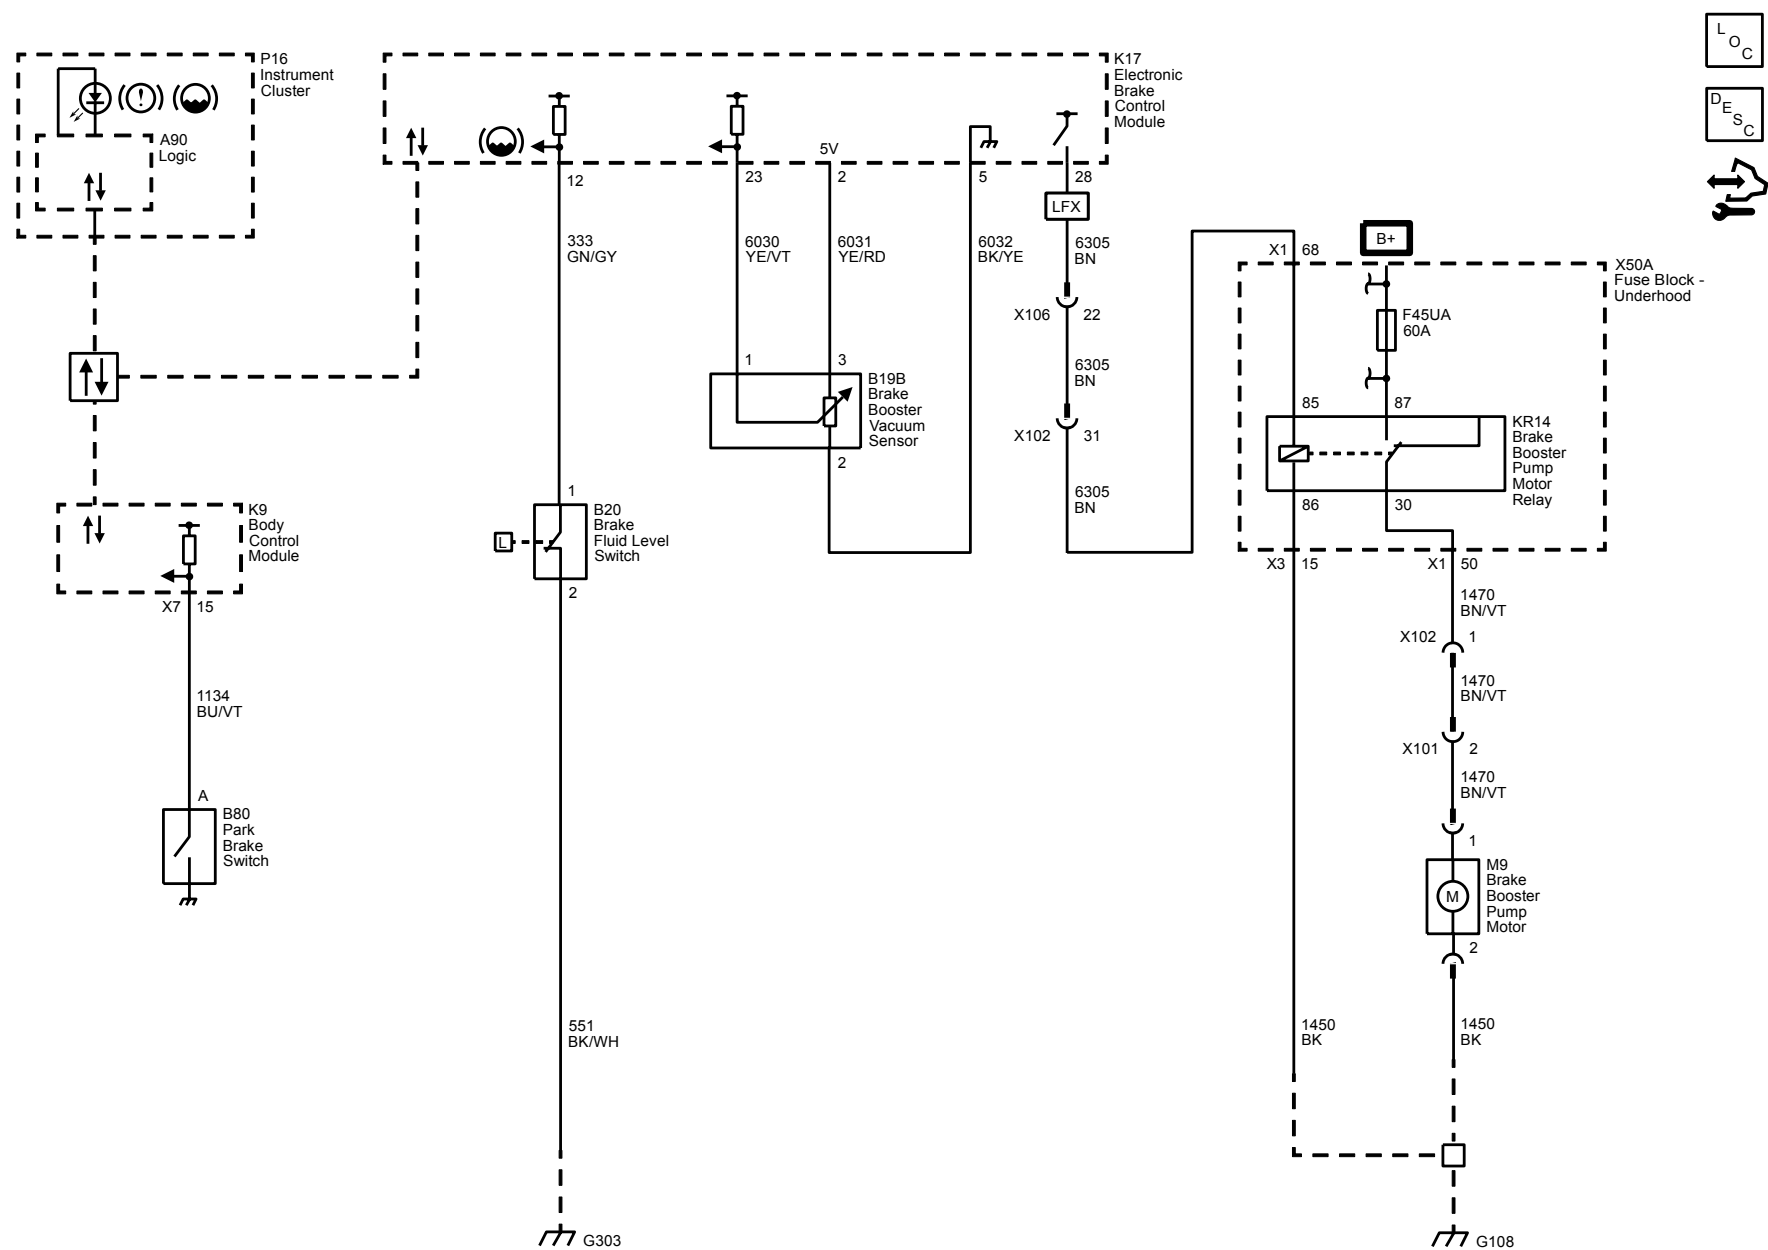 L
O
C
D
E
S
C
P16
Instrument
Cluster
A90
Logic
K17
Electronic
Brake
Control
Module
5V
12
23
2
5
28
LFX
333
GN/GY
6030
YE/VT
6031
YE/RD
6032
BK/YE
6305
BN
X106
22
6305
BN
X102
31
6305
BN
1
3
B19B
Brake
Booster
Vacuum
Sensor
2
X1
68
B+
X50A
Fuse Block -
Underhood
F45UA
60A
85
87
KR14
Brake
Booster
Pump
Motor
Relay
86
30
X3
15
X1
50
1470
BN/VT
X102
1
1470
BN/VT
X101
2
1470
BN/VT
1
M
M9
Brake
Booster
Pump
Motor
2
1450
BK
1450
BK
G108
K9
Body
Control
Module
X7
15
1134
BU/VT
A
B80
Park
Brake
Switch
1
L
B20
Brake
Fluid Level
Switch
2
551
BK/WH
G303